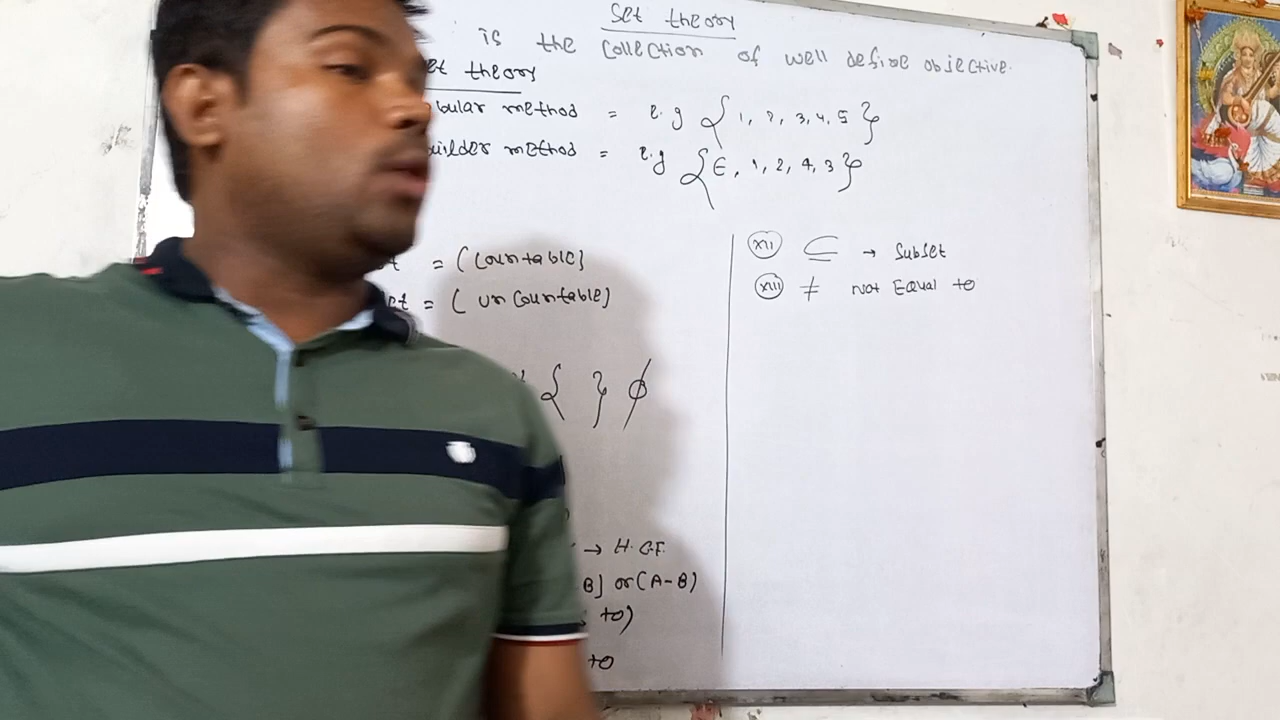 Set theory
is the Collection of well define objective.
et theory
bular method = e.g { 1, 2, 3, 4, 5 }
uilder method = e.g { ∈, 1, 2, 4, 3 }
t = (Countable)
et = ( un Countable)
{ } ϕ
→ H.C.F.
B] or (A-B)
to)
to
XII ⊆ → Subset
XIII ≠ not Equal to